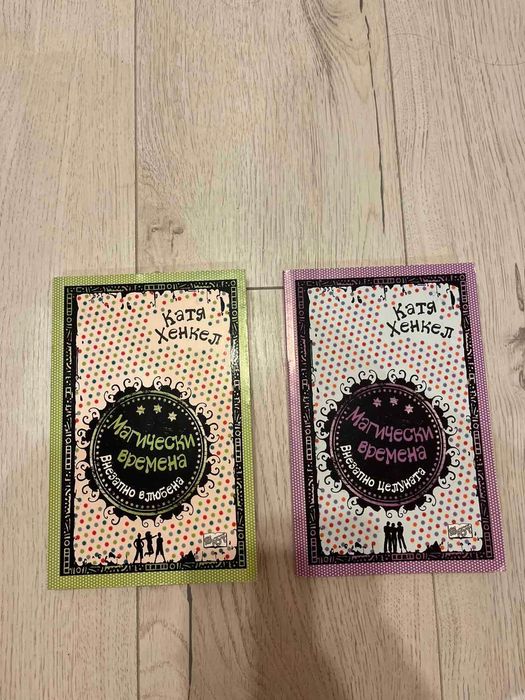 Катя
Хенкел
Магически
времена
Внезапно влюбена
Катя
Хенкел
Магически
времена
Внезапно целуната